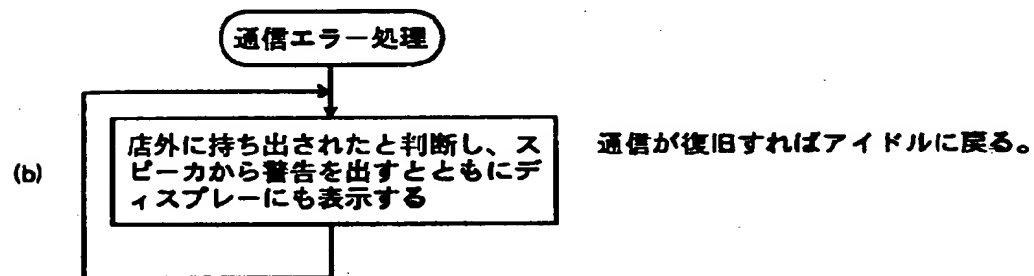 通信エラー処理
店外に持ち出されたと判断し、ス
ピーカから警告を出すとともにデ
ィスプレーにも表示する
通信が復旧すればアイドルに戻る。
(b)